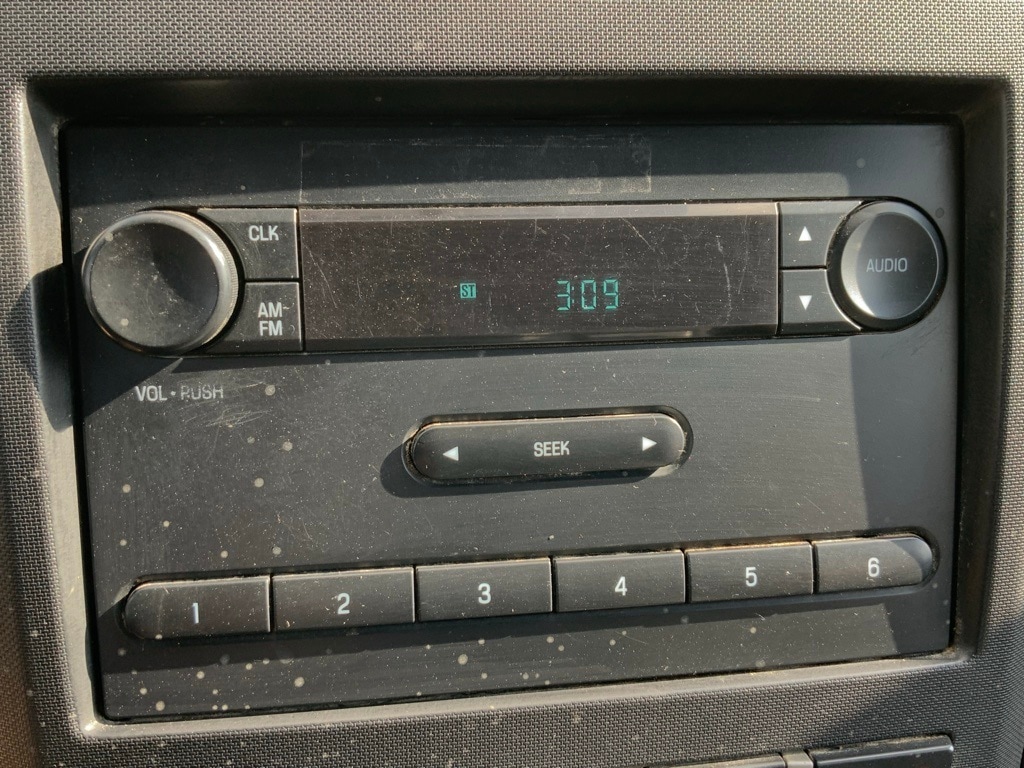 CLK
AM-
FM
ST
3:09
▲
▼
AUDIO
VOL • PUSH
◀ SEEK ▶
1 2 3 4 5 6